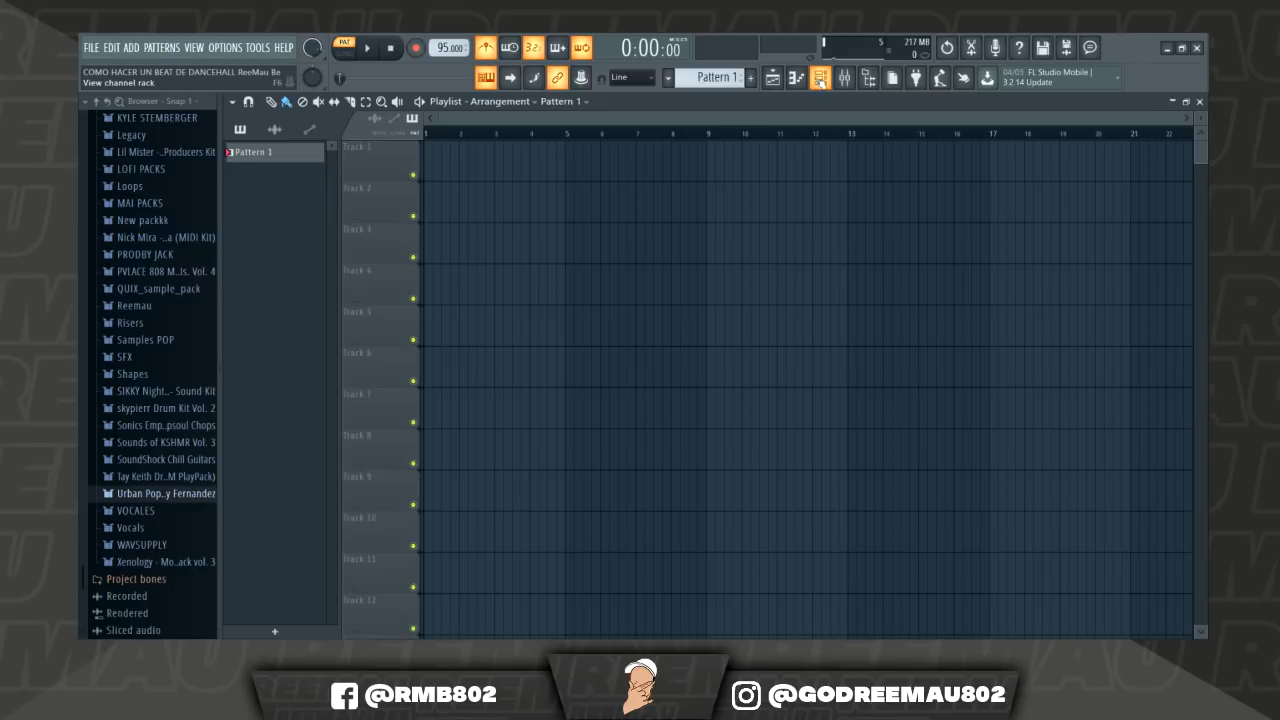 FILE EDIT ADD PATTERNS VIEW OPTIONS TOOLS HELP
PAT
95.000
32:
0:00:00
5
217 MB
0
COMO HACER UN BEAT DE DANCEHALL ReeMau Be
View channel rack
F6
Line
Pattern 1
04/03 FL Studio Mobile |
3.2.14 Update
Browser - Snap 1
Playlist - Arrangement
Pattern 1
1 2 3 4 5 6 7 8 9 10 11 12 13 14 15 16 17 18 19 20 21 22
KYLE STEMBERGER
Legacy
Lil Mister -..Producers Kit
LOFI PACKS
Loops
MAI PACKS
New packkk
Nick Mira -..a (MIDI Kit)
PRODBY JACK
PVLACE 808 M..ls. Vol. 4
QUIX_sample_pack
Reemau
Risers
Samples POP
SFX
Shapes
SIKKY Night..- Sound Kit
skypierr Drum Kit Vol. 2
Sonics Emp..psoul Chops
Sounds of KSHMR Vol. 3
SoundShock Chill Guitars
Tay Keith Dr..M PlayPack)
Urban Pop..y Fernandez
VOCALES
Vocals
WAVSUPPLY
Xenology - Mo..ack vol. 3
Project bones
Recorded
Rendered
Sliced audio
Pattern 1
Track 1
Track 2
Track 3
Track 4
Track 5
Track 6
Track 7
Track 8
Track 9
Track 10
Track 11
Track 12
@RMB802
@GODREEMAU802